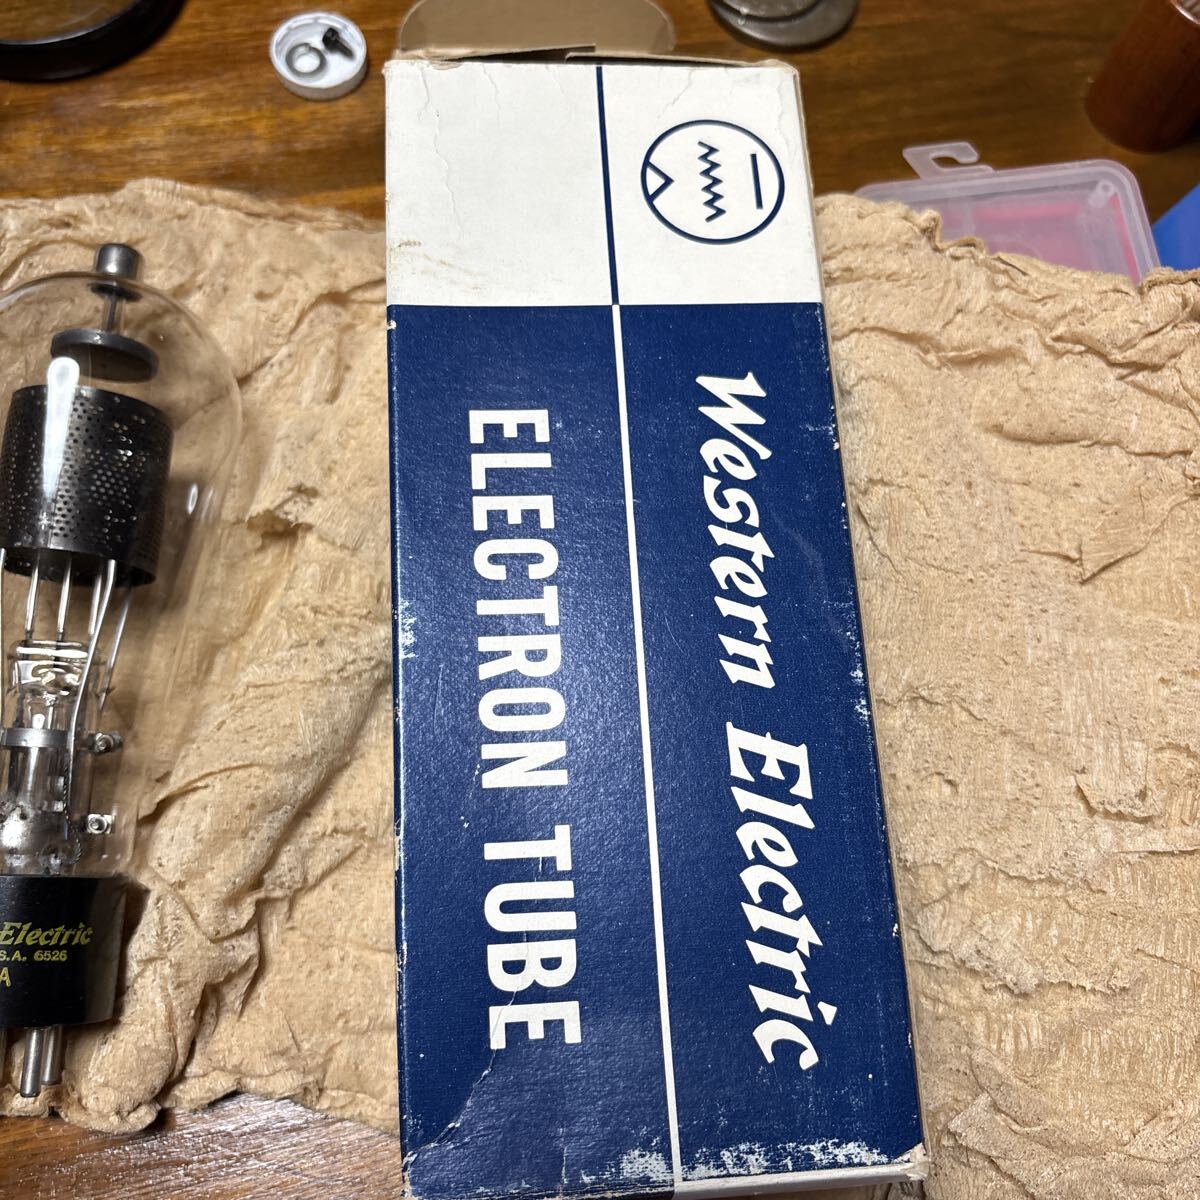 Electric
S.A. 6526
A
ELECTRON TUBE
Western Electric